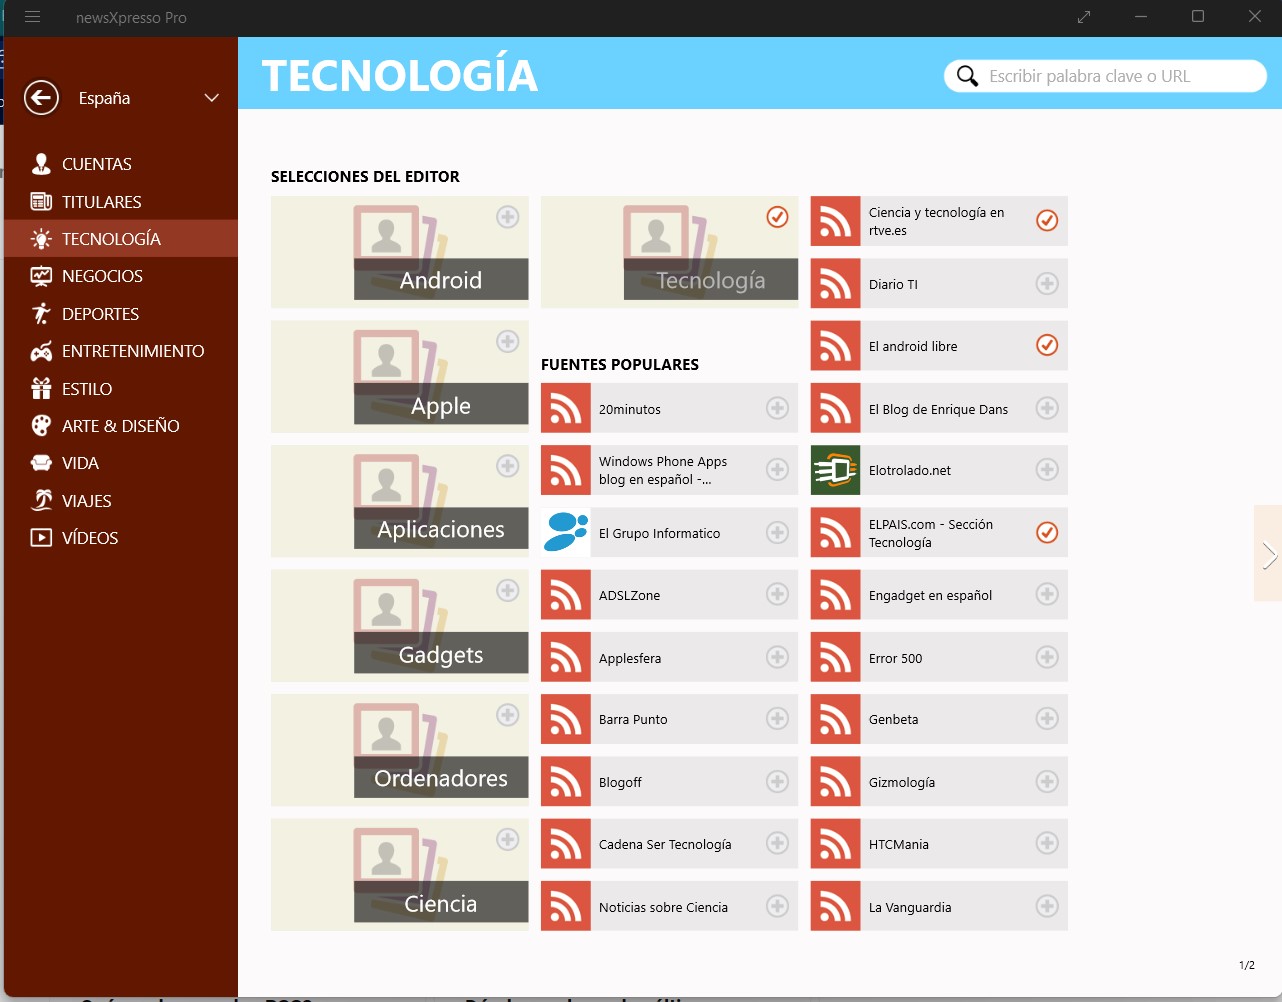 newsXpresso Pro
España
CUENTAS
TITULARES
TECNOLOGÍA
NEGOCIOS
DEPORTES
ENTRETENIMIENTO
ESTILO
ARTE & DISEÑO
VIDA
VIAJES
VÍDEOS
TECNOLOGÍA
Escribir palabra clave o URL
SELECCIONES DEL EDITOR
Android
Apple
Aplicaciones
Gadgets
Ordenadores
Ciencia
Tecnología
FUENTES POPULARES
20minutos
Windows Phone Apps
blog en español -...
El Grupo Informatico
ADSLZone
Applesfera
Barra Punto
Blogoff
Cadena Ser Tecnología
Noticias sobre Ciencia
Ciencia y tecnología en
rtve.es
Diario TI
El android libre
El Blog de Enrique Dans
Elotrolado.net
ELPAIS.com - Sección
Tecnología
Engadget en español
Error 500
Genbeta
Gizmología
HTCMania
La Vanguardia
1/2